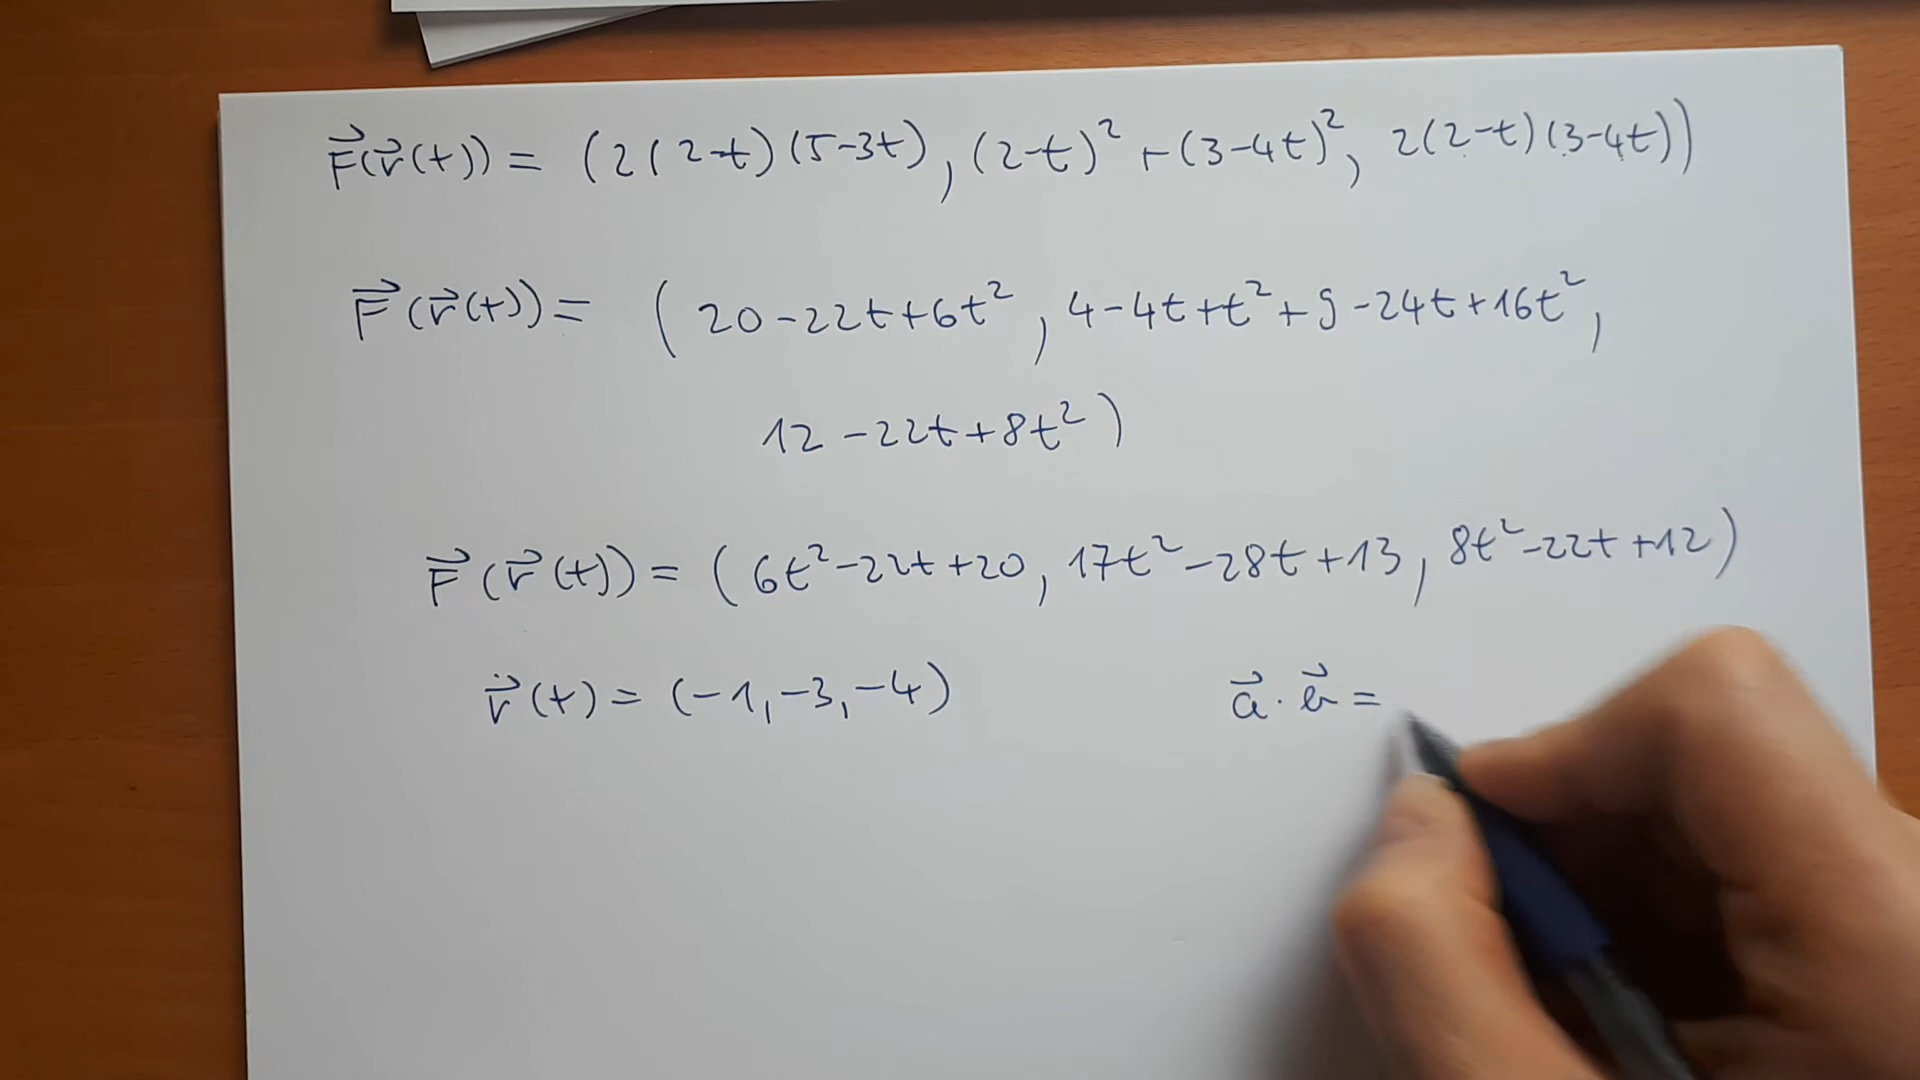 F⃗(r⃗(t)) = (2(2-t)(5-3t), (2-t)² + (3-4t)², 2(2-t)(3-4t))
F⃗(r⃗(t)) = (20-22t+6t², 4-4t+t²+9-24t+16t²,
12-22t+8t²)
F⃗(r⃗(t)) = (6t²-22t+20, 17t²-28t+13, 8t²-22t+12)
ṙ⃗(t) = (-1,-3,-4)
a⃗·b⃗ =